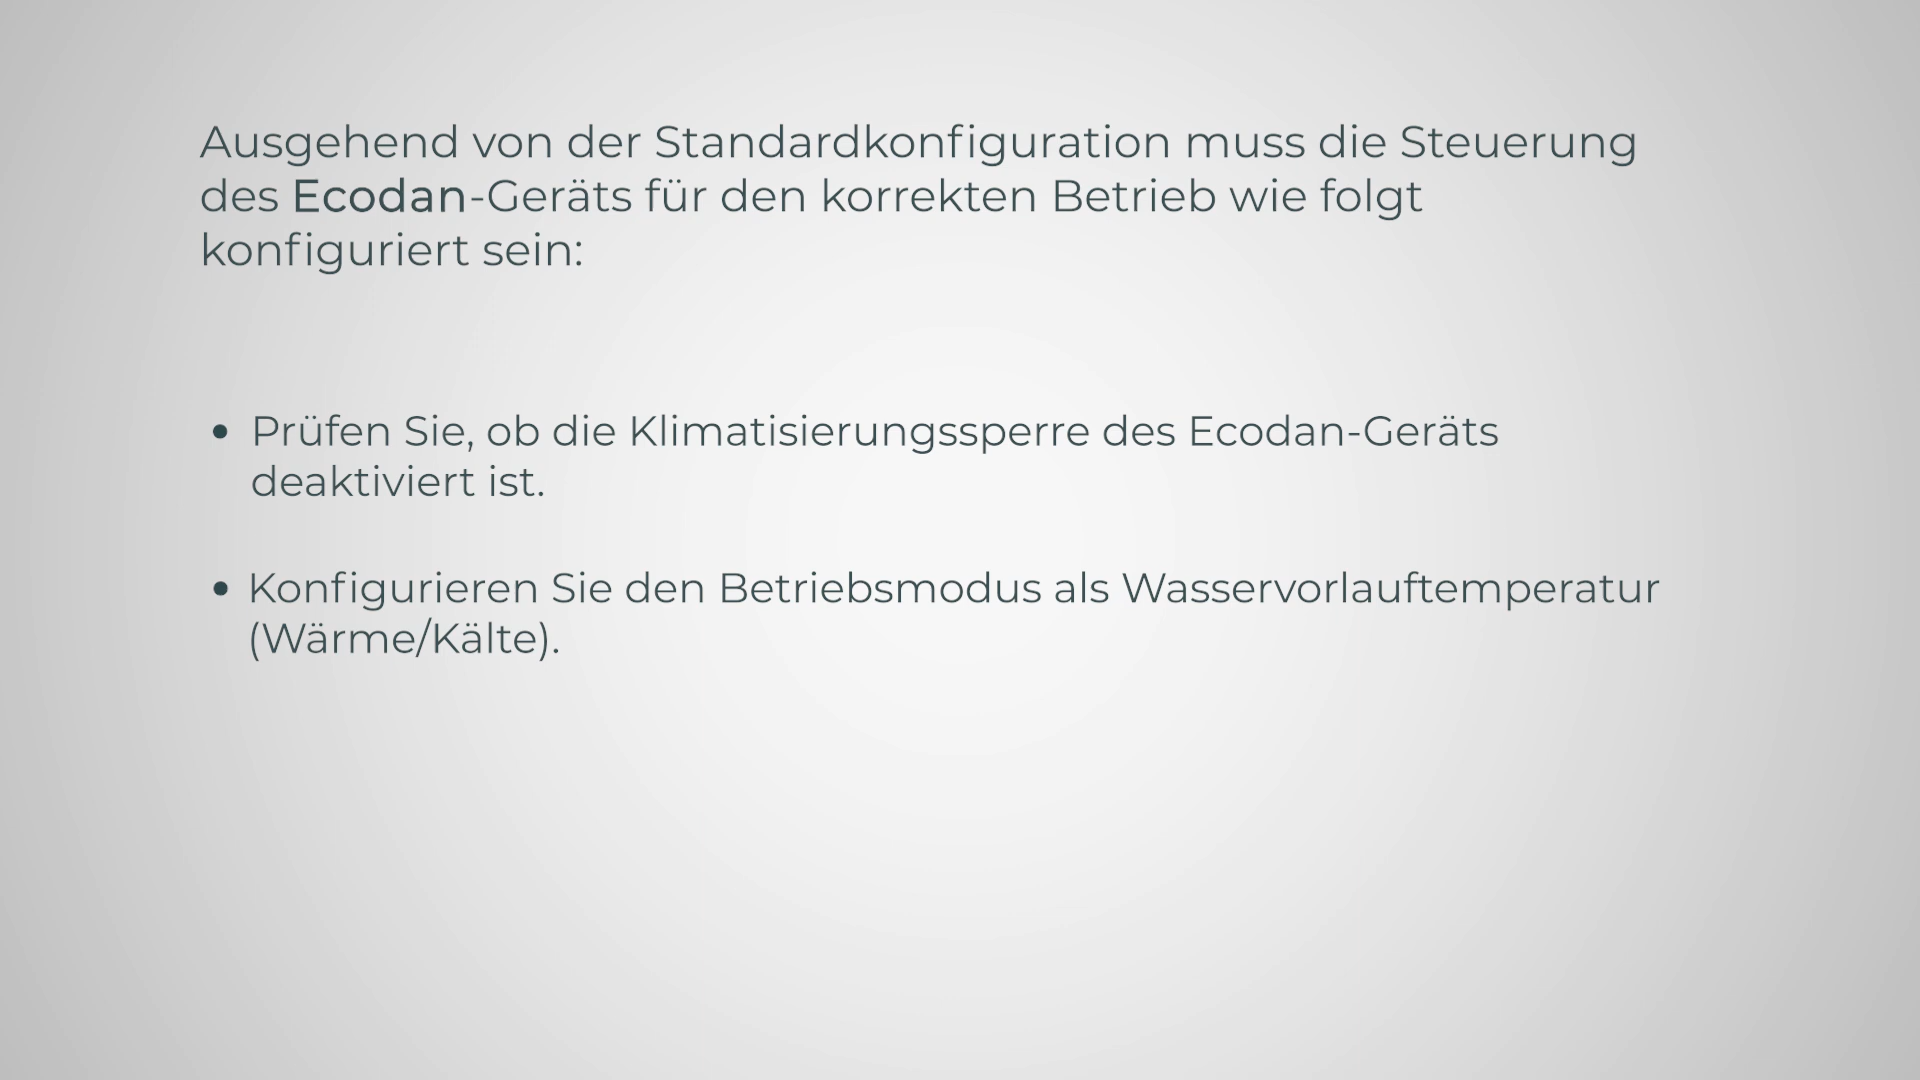 Ausgehend von der Standardkonfiguration muss die Steuerung
des Ecodan-Geräts für den korrekten Betrieb wie folgt
konfiguriert sein:
• Prüfen Sie, ob die Klimatisierungssperre des Ecodan-Geräts
deaktiviert ist.
• Konfigurieren Sie den Betriebsmodus als Wasservorlauftemperatur
(Wärme/Kälte).